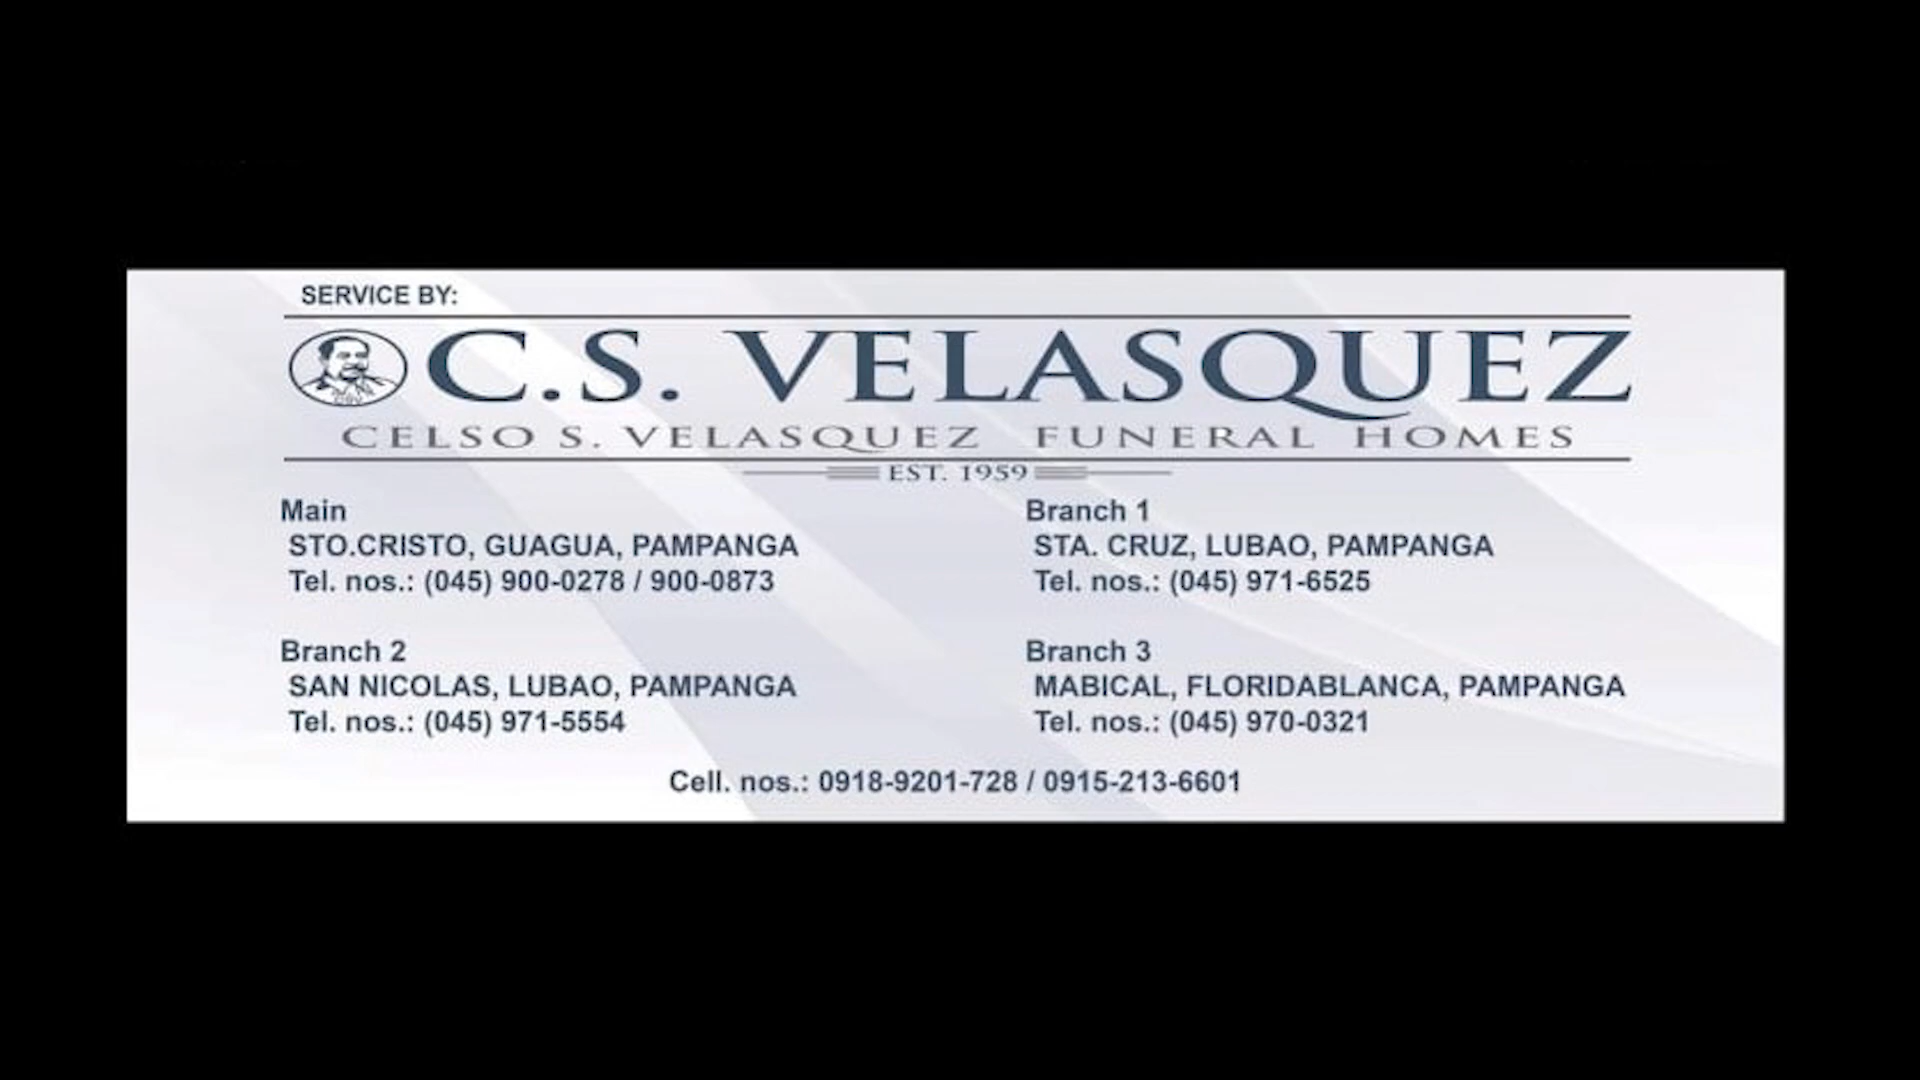 SERVICE BY:
C.S. VELASQUEZ
CELSO S. VELASQUEZ FUNERAL HOMES
EST. 1959
Main
STO.CRISTO, GUAGUA, PAMPANGA
Tel. nos.: (045) 900-0278 / 900-0873
Branch 1
STA. CRUZ, LUBAO, PAMPANGA
Tel. nos.: (045) 971-6525
Branch 2
SAN NICOLAS, LUBAO, PAMPANGA
Tel. nos.: (045) 971-5554
Branch 3
MABICAL, FLORIDABLANCA, PAMPANGA
Tel. nos.: (045) 970-0321
Cell. nos.: 0918-9201-728 / 0915-213-6601